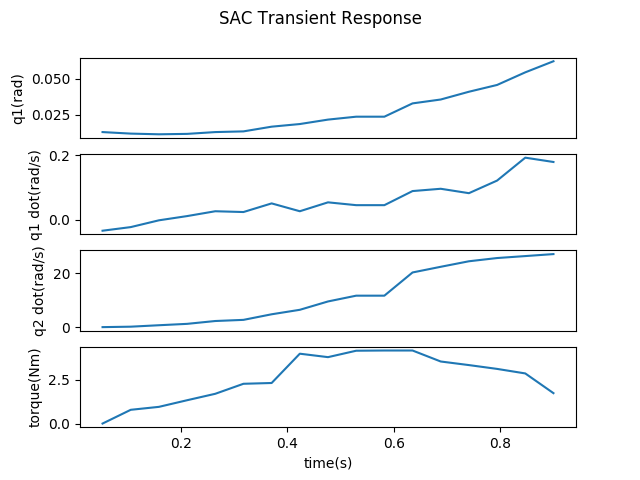 SAC Transient Response
q1(rad)
0.050
0.025
q1 dot(rad/s)
0.2
0.0
q2 dot(rad/s)
20
0
torque(Nm)
2.5
0.0
0.2 0.4 0.6 0.8
time(s)